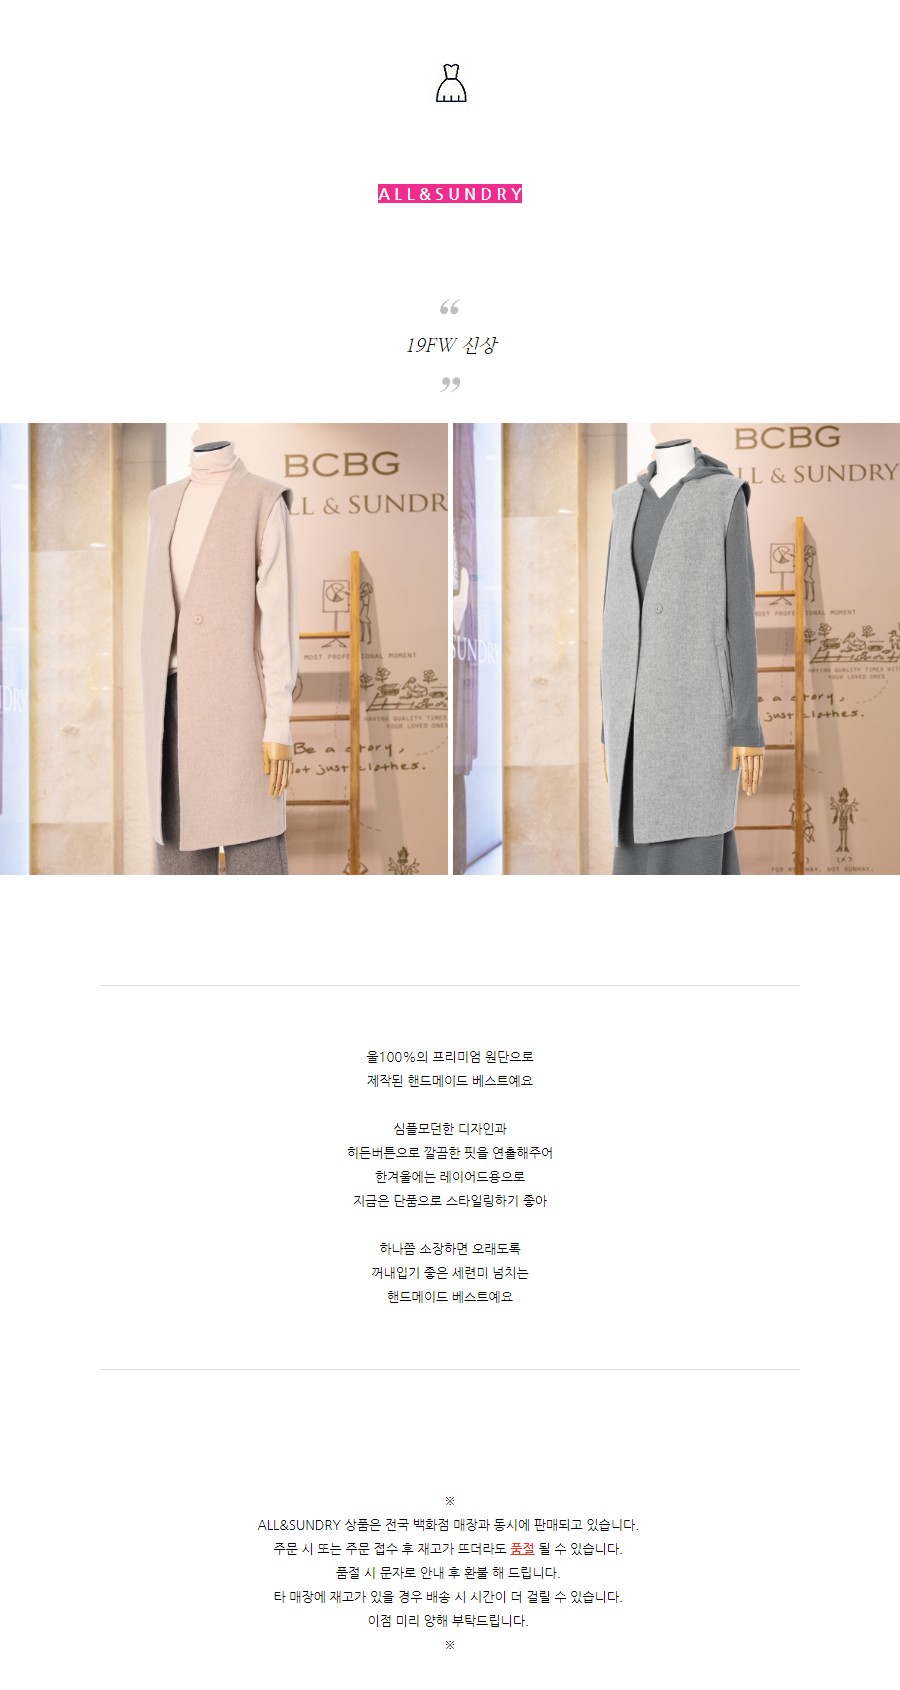 ALL&SUNDRY
“
19FW 신상
”
BCBG
LL & SUNDRY
MOST PROFESSIONAL MOMENT
HAVING QUALITY TIMES
YOUR LOVED ONES
Be a story,
Not just clothes.
BCBG
LL & SUNDRY
SUNDRY
MOST PROFESSIONAL MOMENT
HAVING QUALITY TIMES WITH
YOUR LOVED ONES
a story,
just clothes.
FOR RUNWAY, NOT RUNWAY.
울100%의 프리미엄 원단으로
제작된 핸드메이드 베스트예요
심플모던한 디자인과
히든버튼으로 깔끔한 핏을 연출해주어
한겨울에는 레이어드용으로
지금은 단품으로 스타일링하기 좋아
하나쯤 소장하면 오래도록
꺼내입기 좋은 세련미 넘치는
핸드메이드 베스트예요
※
ALL&SUNDRY 상품은 전국 백화점 매장과 동시에 판매되고 있습니다.
주문 시 또는 주문 접수 후 재고가 뜨더라도 품절 될 수 있습니다.
품절 시 문자로 안내 후 환불 해 드립니다.
타 매장에 재고가 있을 경우 배송 시 시간이 더 걸릴 수 있습니다.
이점 미리 양해 부탁드립니다.
※